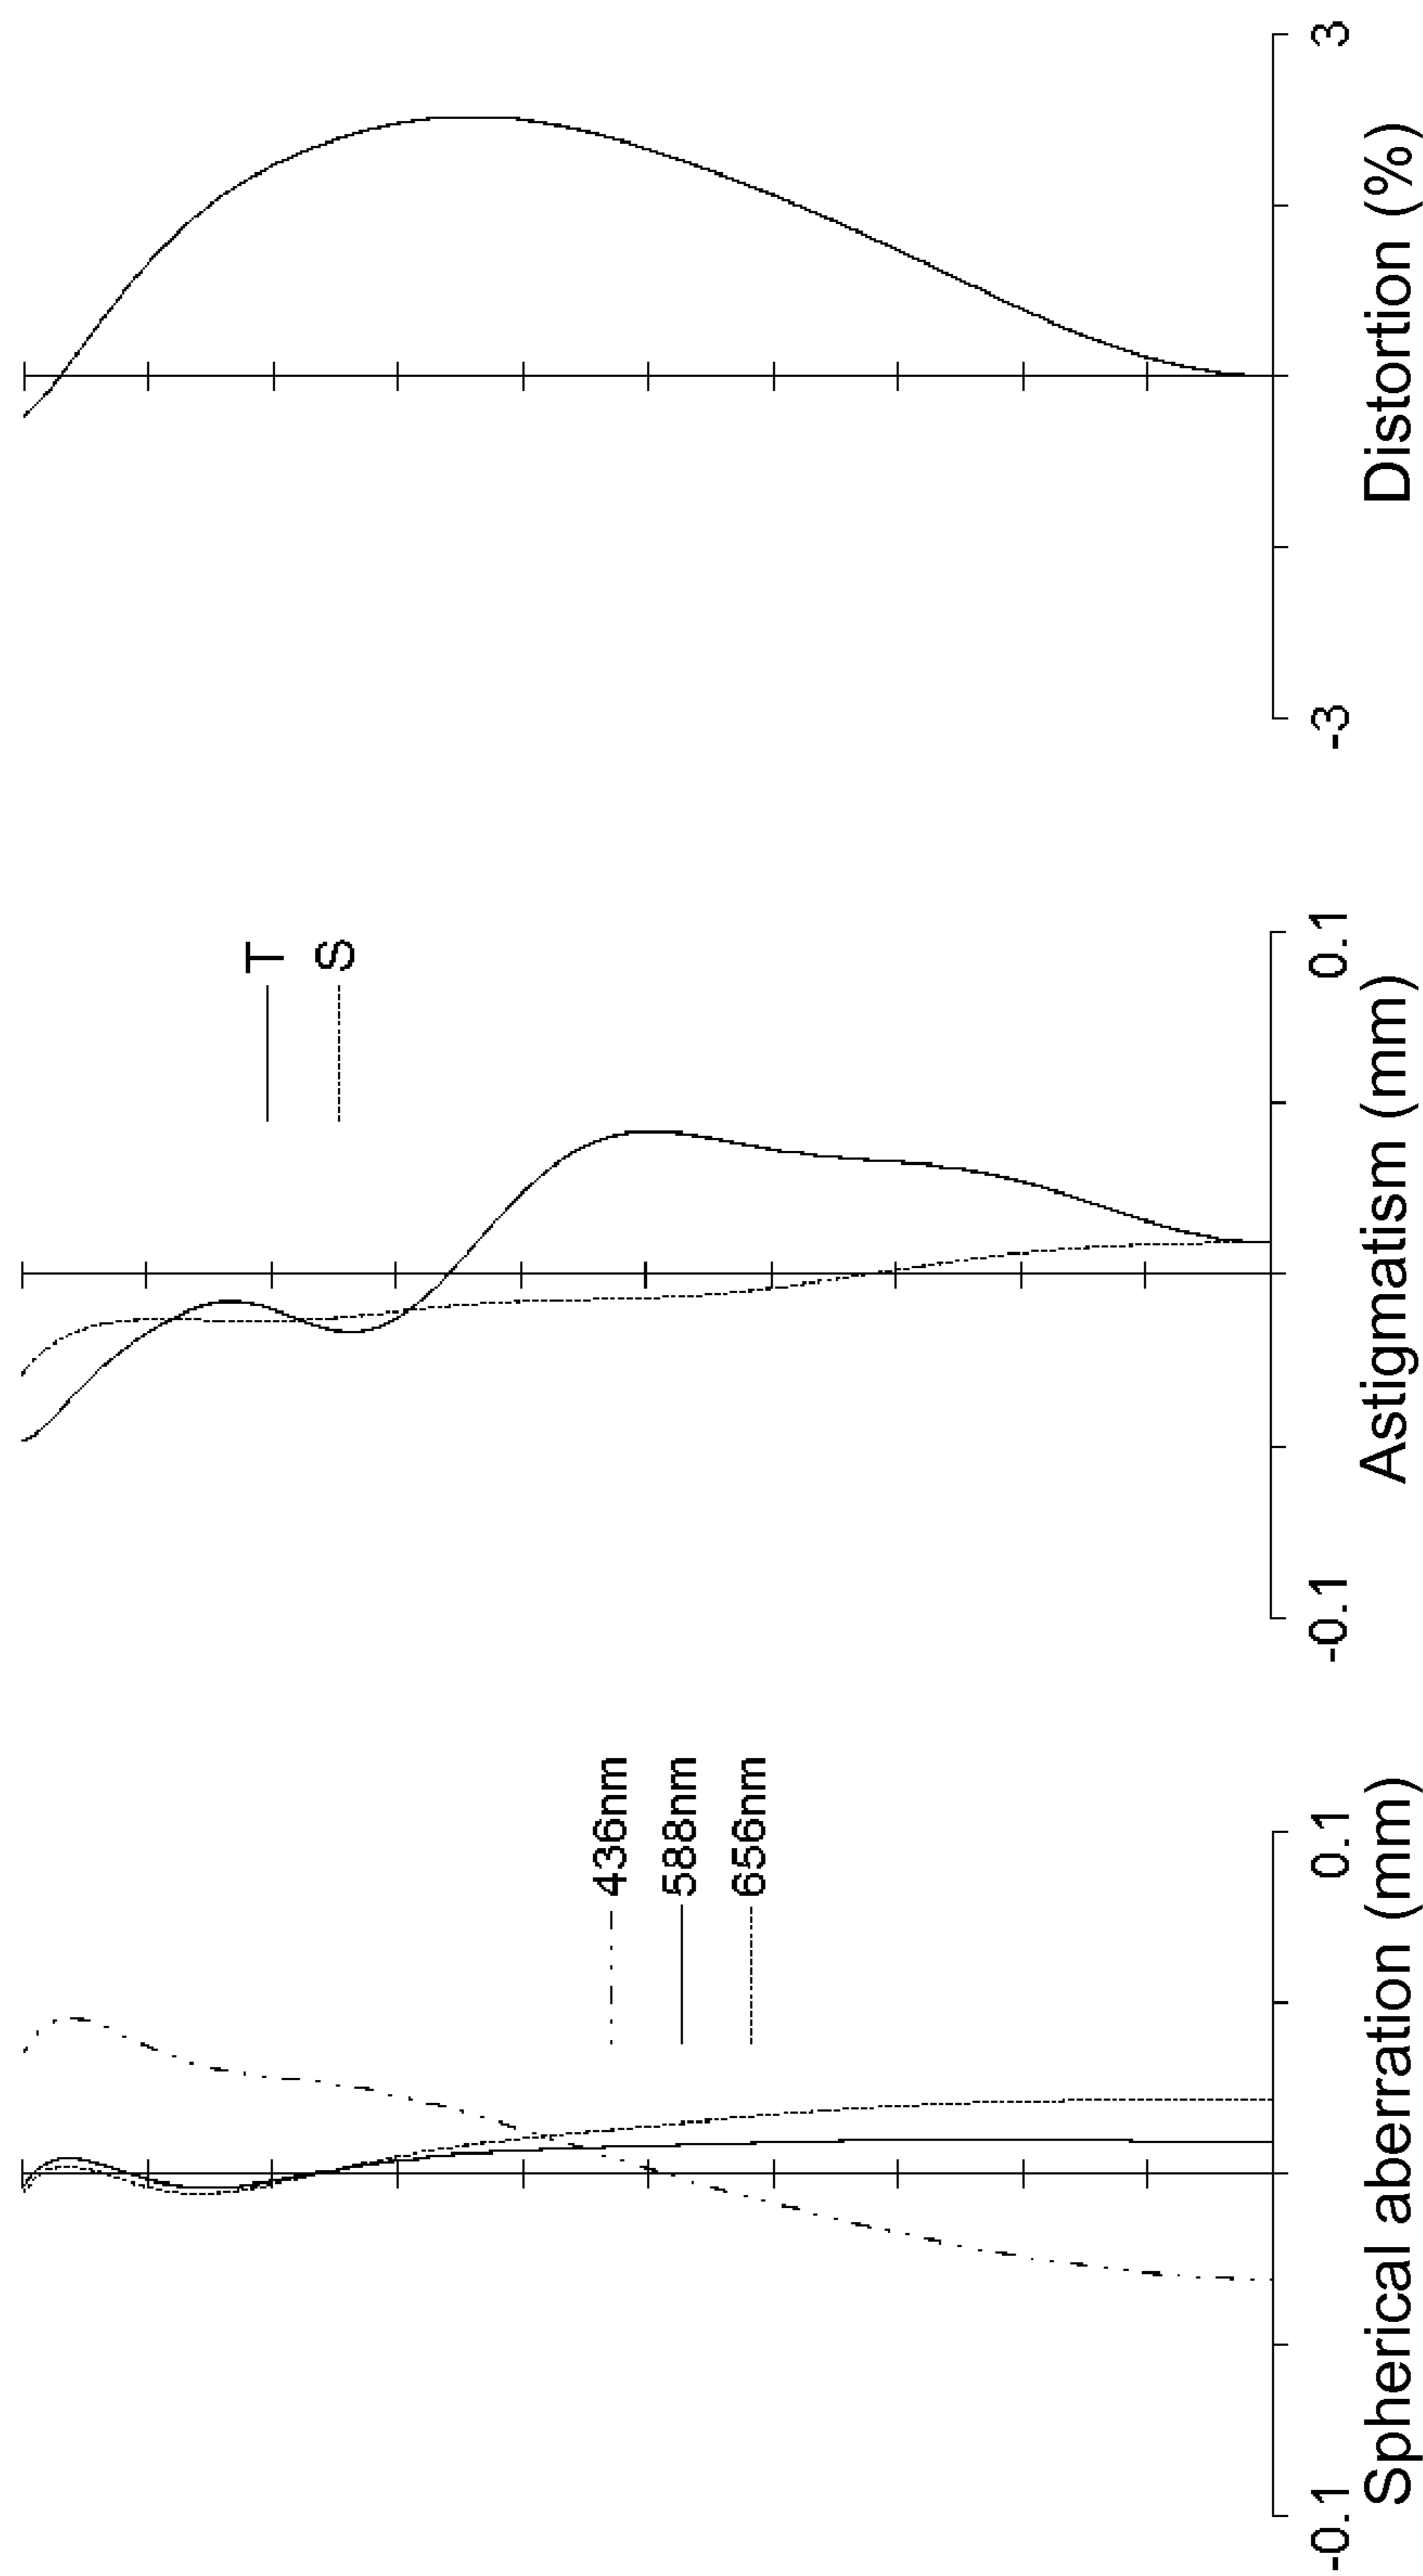 436nm
588nm
656nm
-0.1
0.1
Spherical aberration (mm)
T
S
-0.1
0.1
Astigmatism (mm)
-3
3
Distortion (%)